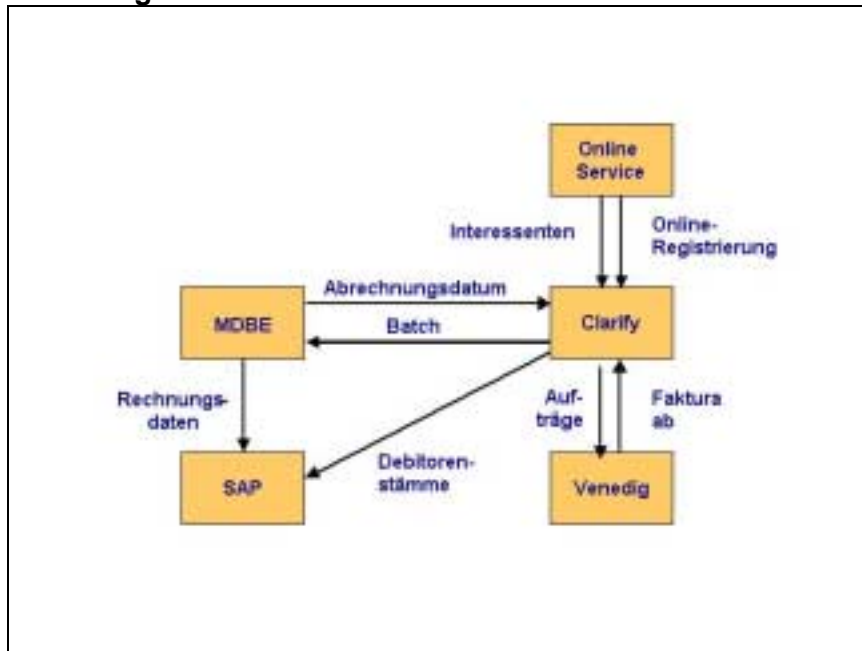 Online
Service
Interessenten
Online-
Registrierung
Abrechnungsdatum
MDBE
Batch
Clarify
Rechnungs-
daten
Auf-
träge
Faktura
ab
Debitoren-
stämme
SAP
Venedig